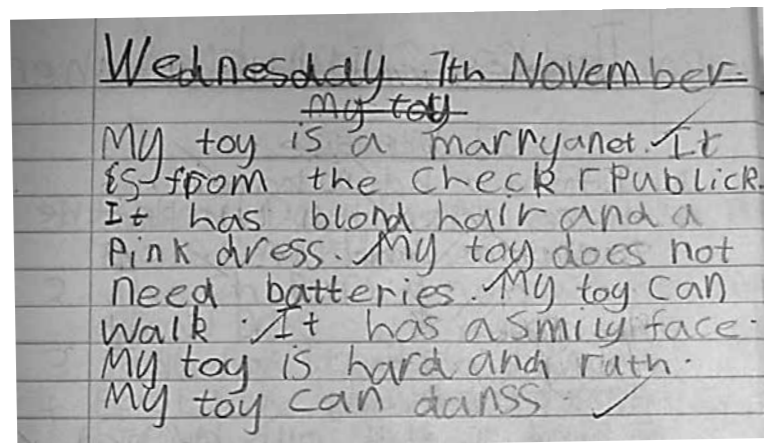 Wednesday 7th November.
My toy
My toy is a marryanet. It
is from the Check rpublick.
It has blond hair and a
Pink dress. My toy does not
need batteries. My toy can
walk. It has a smily face.
My toy is hard and ruth.
My toy can danss.